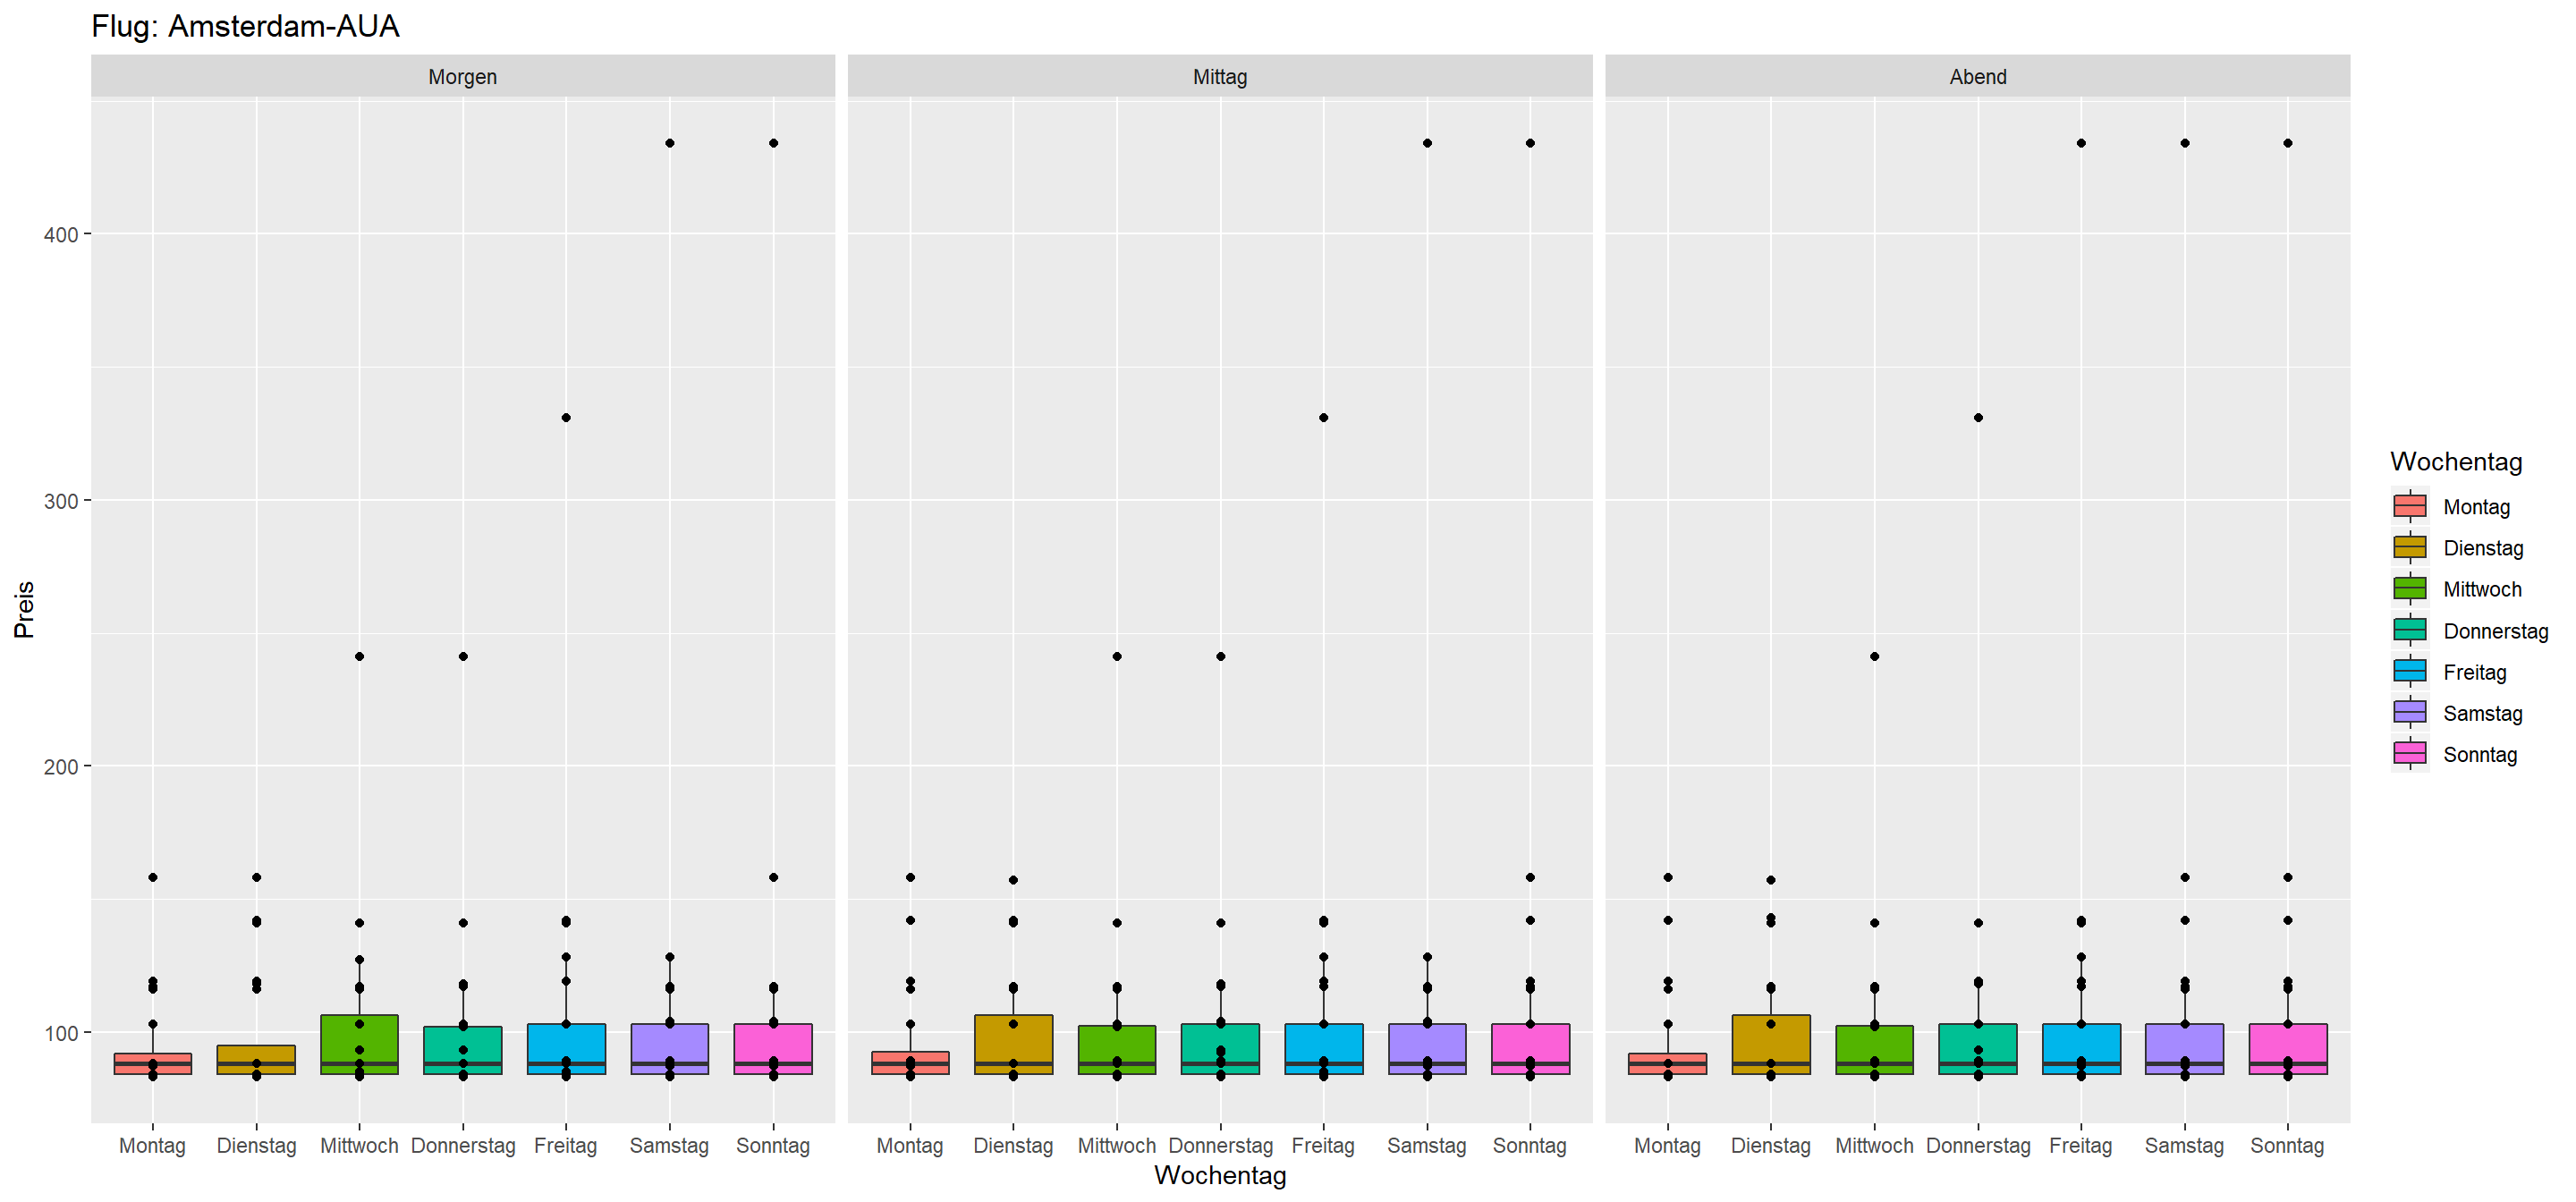 Flug: Amsterdam-AUA
Morgen Mittag Abend
400
300
200
100
Preis
Montag Dienstag Mittwoch Donnerstag Freitag Samstag Sonntag Montag Dienstag Mittwoch Donnerstag Freitag Samstag Sonntag Montag Dienstag Mittwoch Donnerstag Freitag Samstag Sonntag
Wochentag
Wochentag
Montag
Dienstag
Mittwoch
Donnerstag
Freitag
Samstag
Sonntag